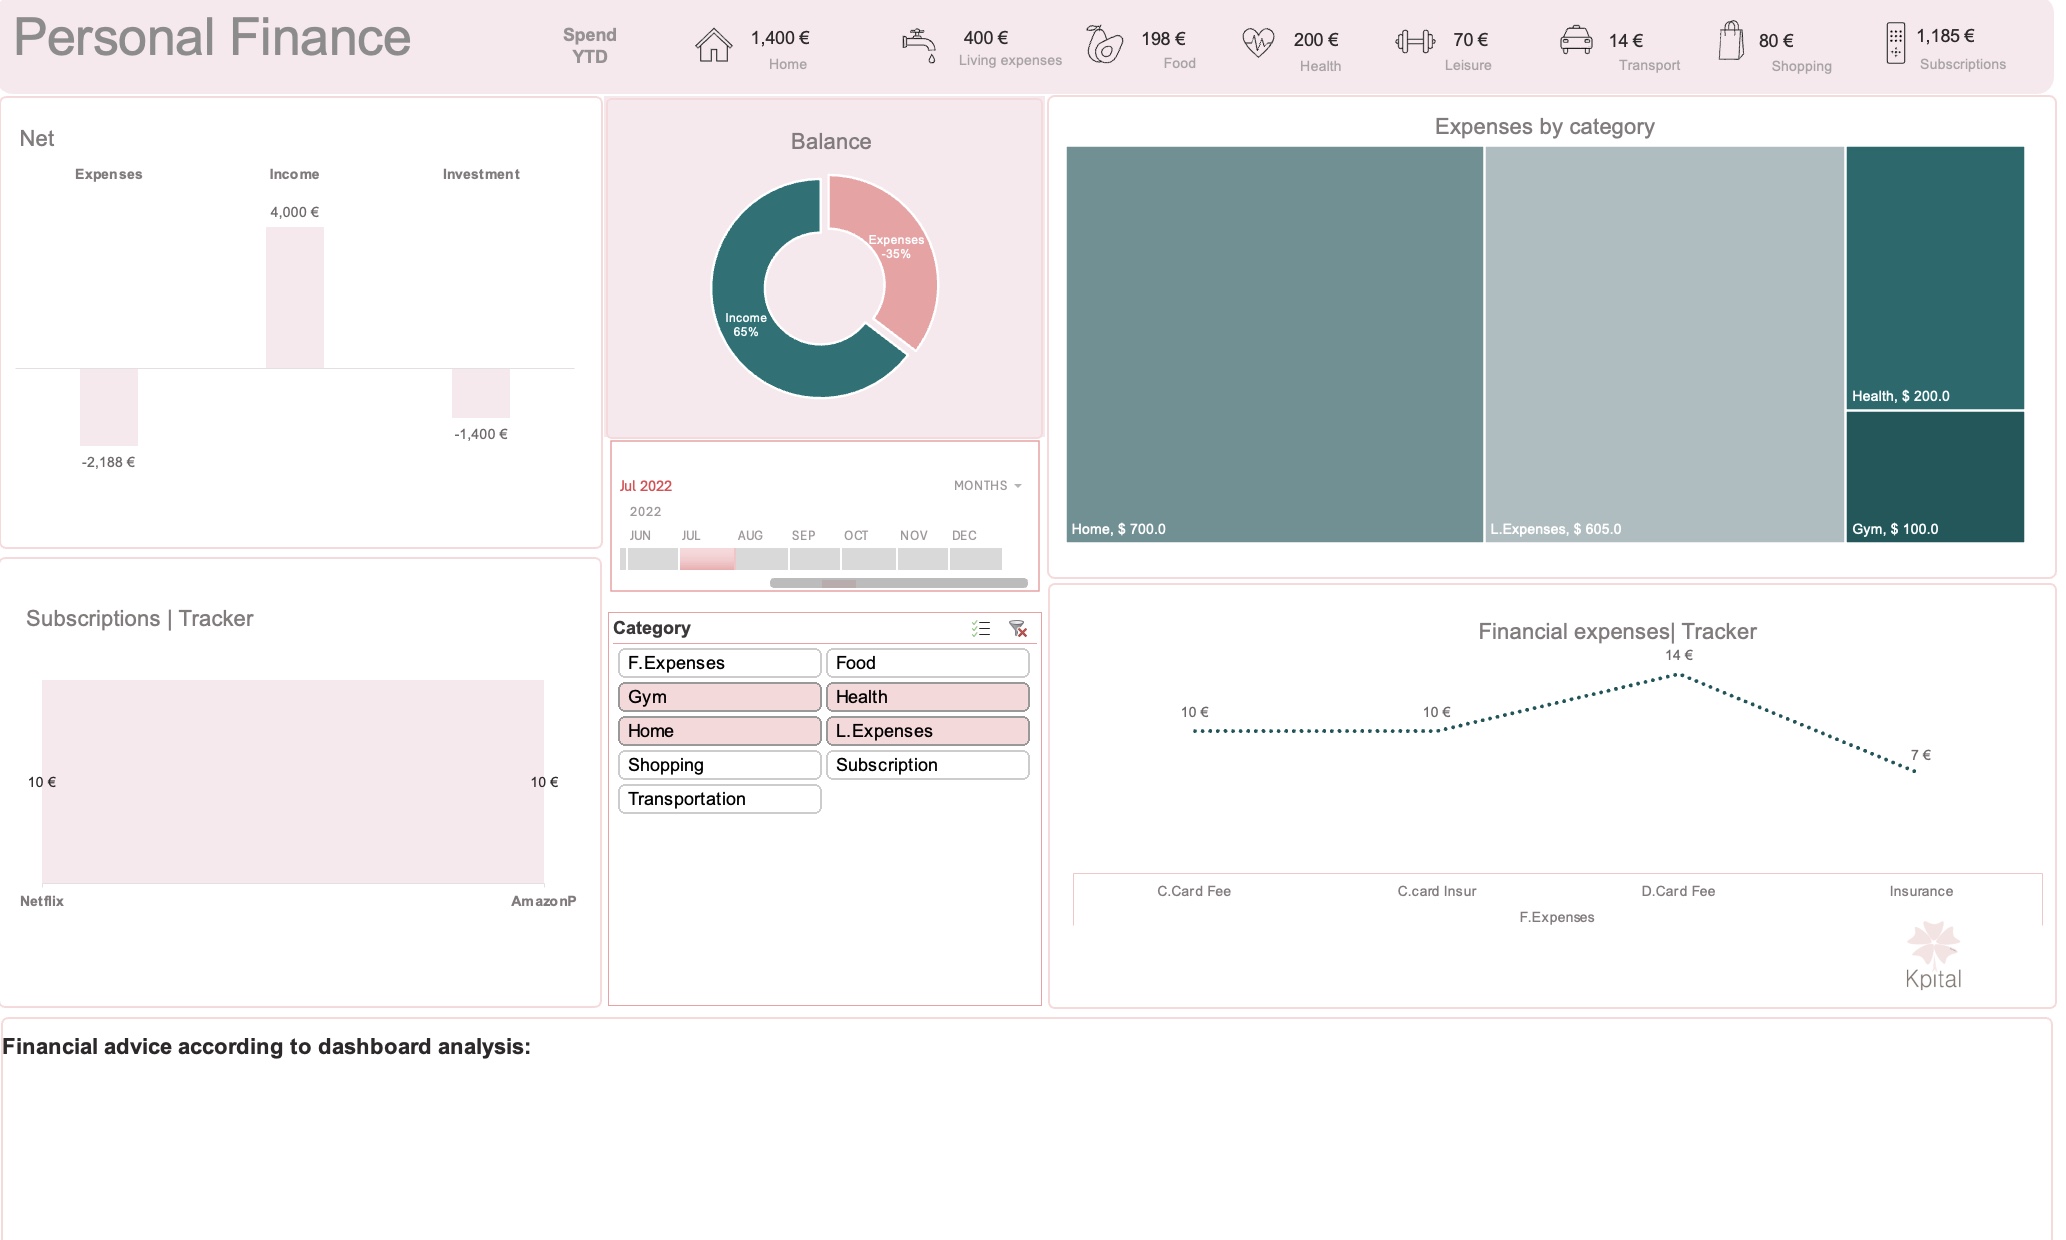 Personal Finance
Spend
YTD
1,400 €
Home
400 €
Living expenses
198 €
Food
200 €
Health
70 €
Leisure
14 €
Transport
80 €
Shopping
1,185 €
Subscriptions
Net
Expenses
Income
Investment
4,000 €
-2,188 €
-1,400 €
Balance
Expenses
-35%
Income
65%
Expenses by category
Home, $ 700.0
L.Expenses, $ 605.0
Health, $ 200.0
Gym, $ 100.0
Jul 2022
MONTHS
2022
JUN
JUL
AUG
SEP
OCT
NOV
DEC
Subscriptions | Tracker
10 €
10 €
Netflix
AmazonP
Category
F.Expenses
Food
Gym
Health
Home
L.Expenses
Shopping
Subscription
Transportation
Financial expenses| Tracker
14 €
10 €
10 €
7 €
C.Card Fee
C.card Insur
D.Card Fee
Insurance
F.Expenses
Kpital
Financial advice according to dashboard analysis: